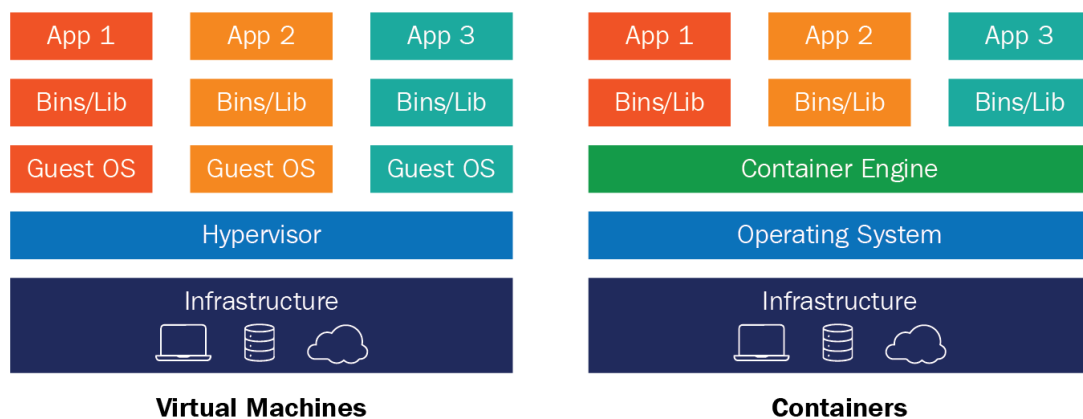 App 1
App 2
App 3
Bins/Lib
Bins/Lib
Bins/Lib
Guest OS
Guest OS
Guest OS
Hypervisor
Infrastructure
Virtual Machines
App 1
App 2
App 3
Bins/Lib
Bins/Lib
Bins/Lib
Container Engine
Operating System
Infrastructure
Containers